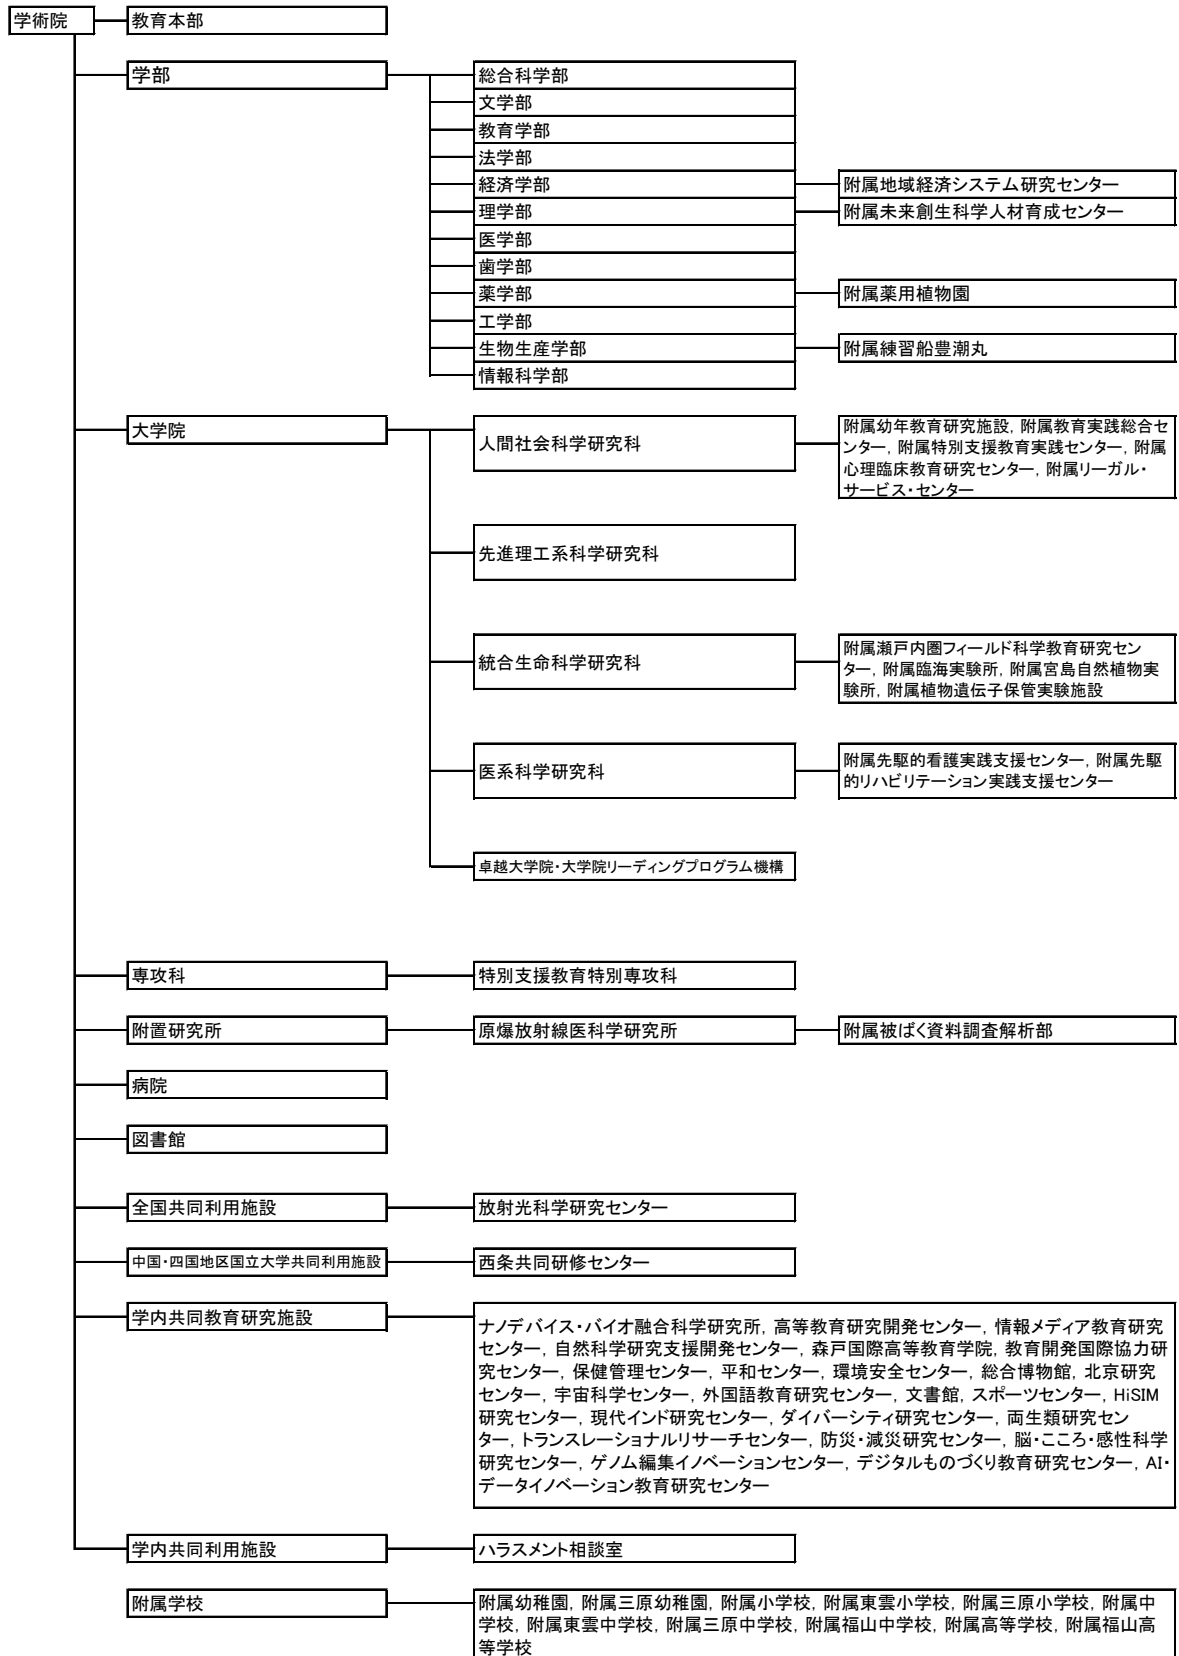 学術院
教育本部
学部
総合科学部
文学部
教育学部
法学部
経済学部
附属地域経済システム研究センター
理学部
附属未来創生科学人材育成センター
医学部
歯学部
薬学部
附属薬用植物園
工学部
生物生産学部
附属練習船豊潮丸
情報科学部
大学院
人間社会科学研究科
附属幼年教育研究施設, 附属教育実践総合セ
ンター, 附属特別支援教育実践センター, 附属
心理臨床教育研究センター, 附属リーガル・
サービス・センター
先進理工系科学研究科
統合生命科学研究科
附属瀬戸内圏フィールド科学教育研究セン
ター, 附属臨海実験所, 附属宮島自然植物実
験所, 附属植物遺伝子保管実験施設
医系科学研究科
附属先駆的看護実践支援センター, 附属先駆
的リハビリテーション実践支援センター
卓越大学院・大学院リーディングプログラム機構
専攻科
特別支援教育特別専攻科
附置研究所
原爆放射線医科学研究所
附属被ばく資料調査解析部
病院
図書館
全国共同利用施設
放射光科学研究センター
中国・四国地区国立大学共同利用施設
西条共同研修センター
学内共同教育研究施設
ナノデバイス・バイオ融合科学研究所, 高等教育研究開発センター, 情報メディア教育研究
センター, 自然科学研究支援開発センター, 森戸国際高等教育学院, 教育開発国際協力研
究センター, 保健管理センター, 平和センター, 環境安全センター, 総合博物館, 北京研究
センター, 宇宙科学センター, 外国語教育研究センター, 文書館, スポーツセンター, HiSIM
研究センター, 現代インド研究センター, ダイバーシティ研究センター, 両生類研究セン
ター, トランスレーショナルリサーチセンター, 防災・減災研究センター, 脳・こころ・感性科学
研究センター, ゲノム編集イノベーションセンター, デジタルものづくり教育研究センター, AI・
データイノベーション教育研究センター
学内共同利用施設
ハラスメント相談室
附属学校
附属幼稚園, 附属三原幼稚園, 附属小学校, 附属東雲小学校, 附属三原小学校, 附属中
学校, 附属東雲中学校, 附属三原中学校, 附属福山中学校, 附属高等学校, 附属福山高
等学校